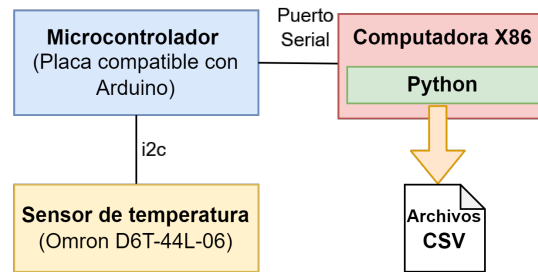 Microcontrolador
(Placa compatible con
Arduino)
Puerto
Serial
Computadora X86
Python
i2c
Sensor de temperatura
(Omron D6T-44L-06)
Archivos
CSV